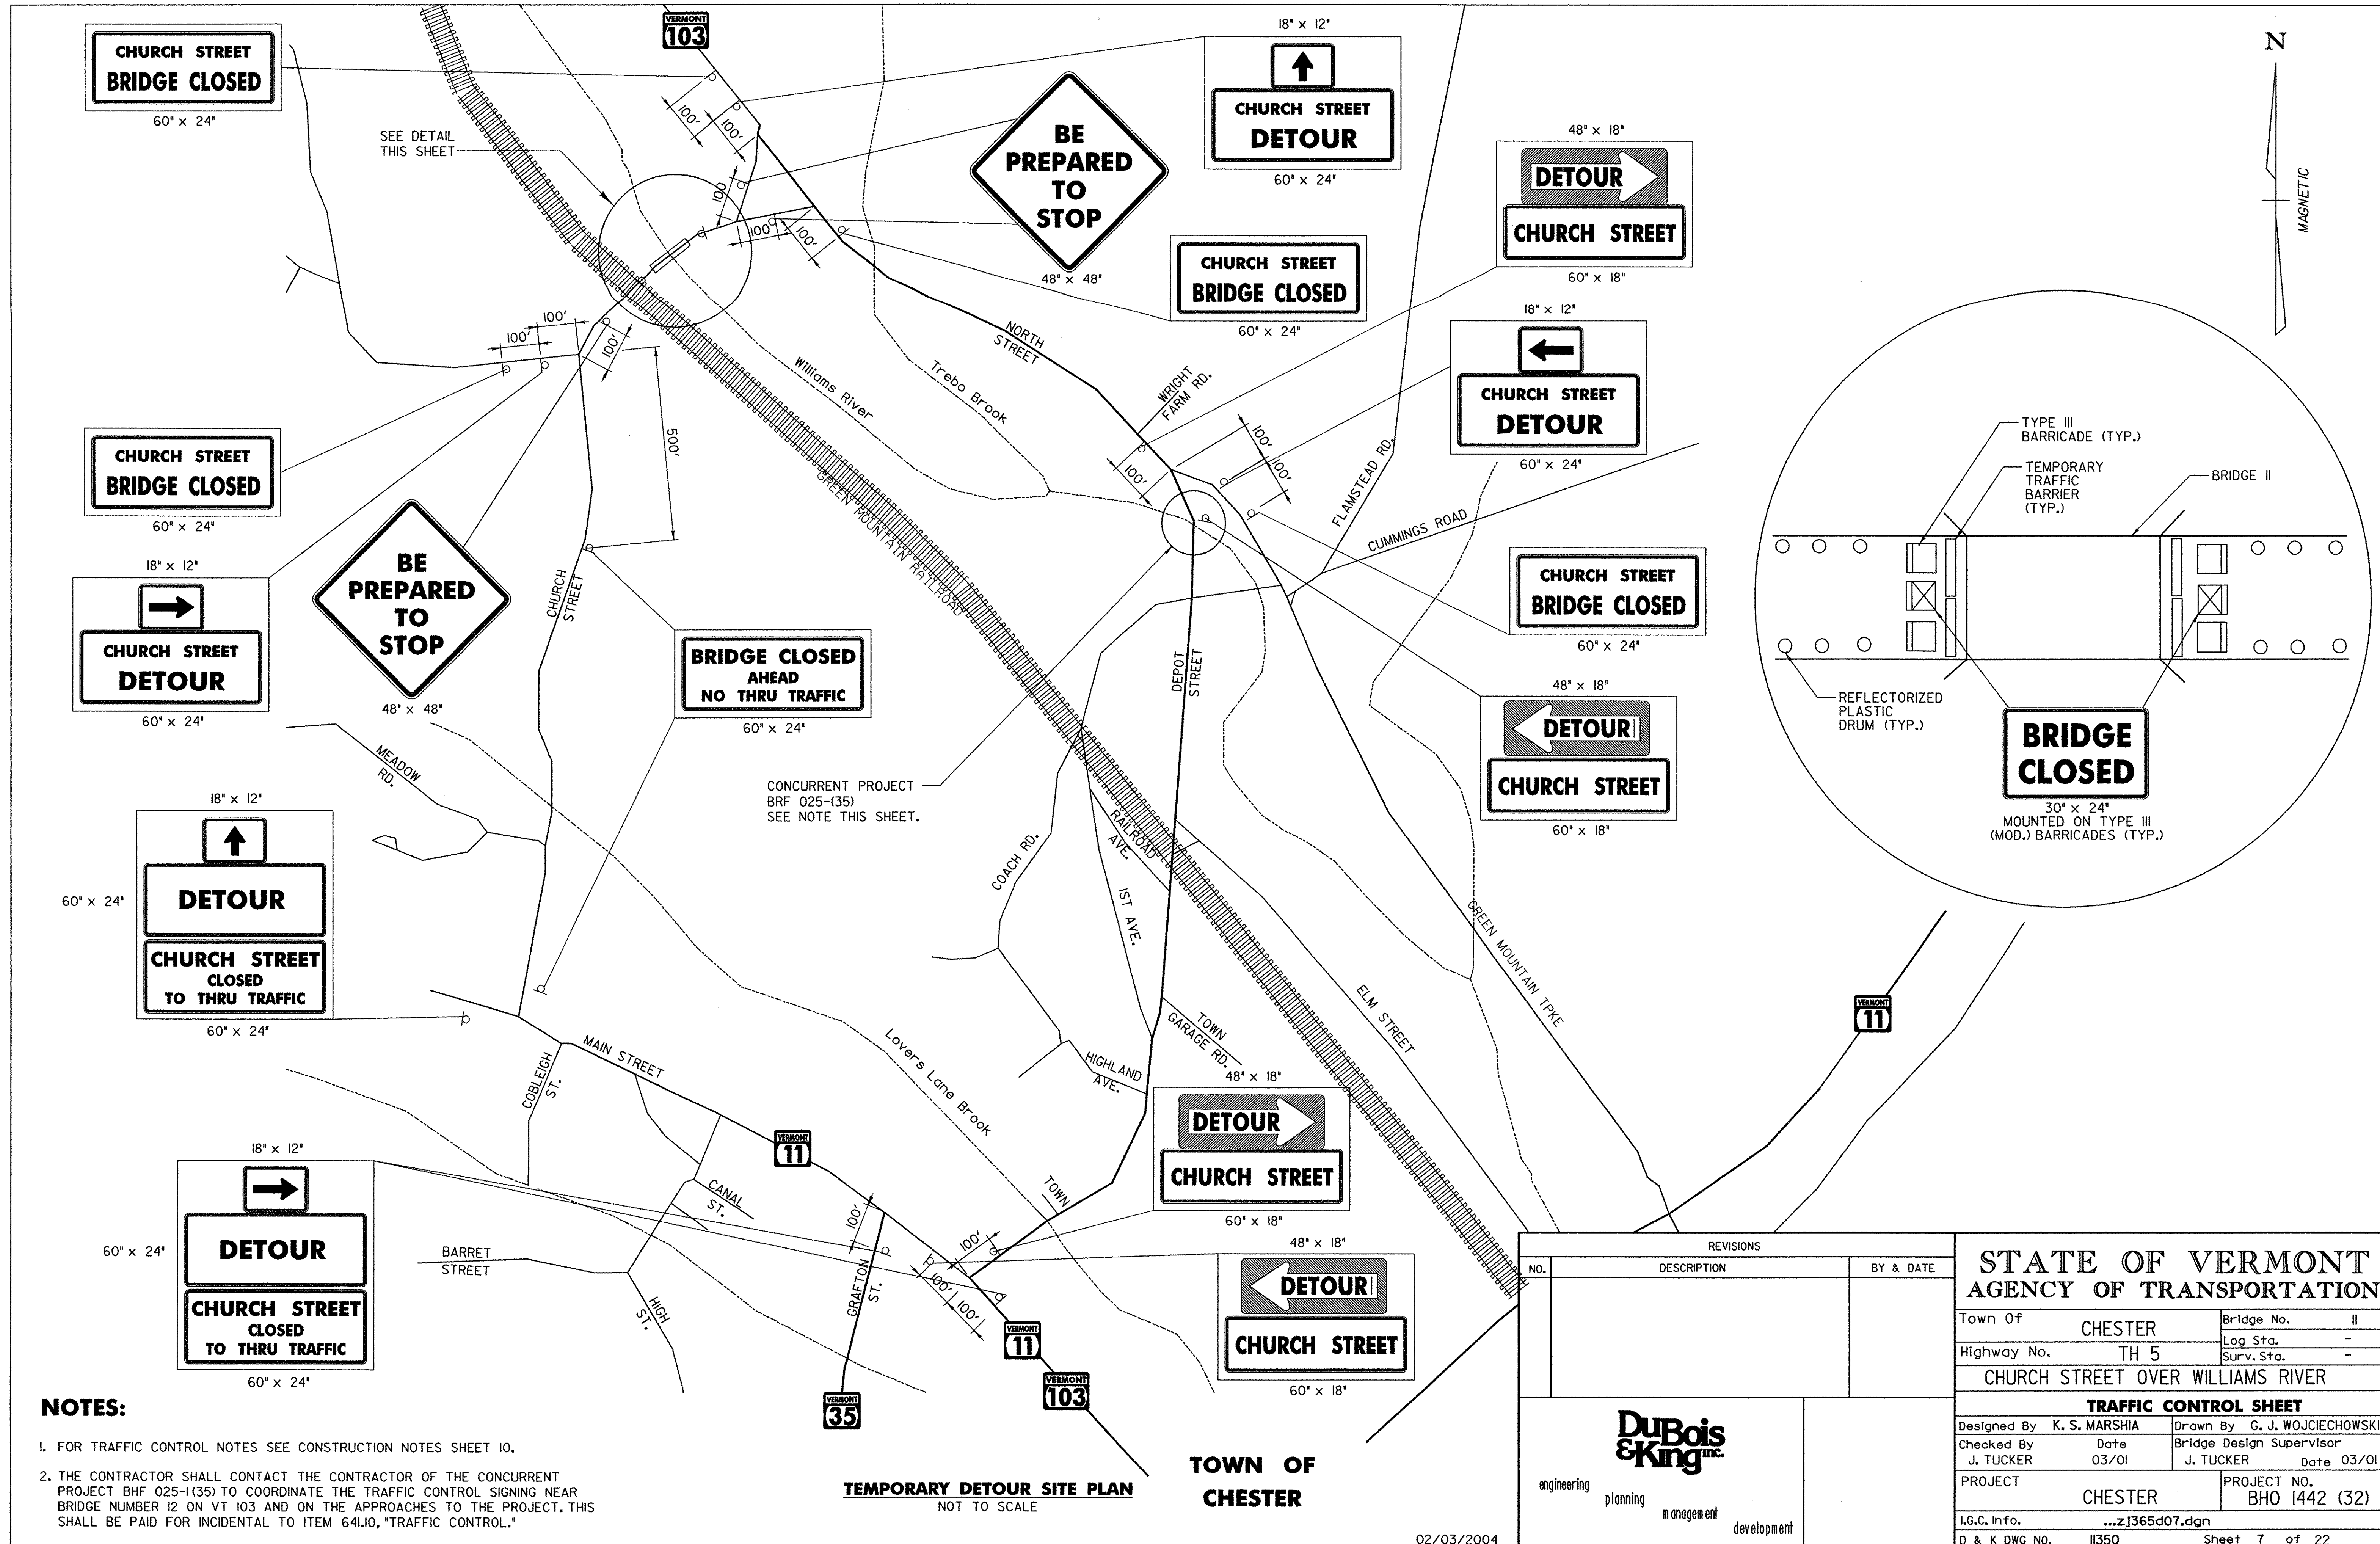 VERMONT
103
CHURCH STREET
BRIDGE CLOSED
60" x 24"
SEE DETAIL
THIS SHEET
100'
100'
100'
100'
100'
BE
PREPARED
TO
STOP
48" x 48"
18" x 12"
CHURCH STREET
DETOUR
60" x 24"
CHURCH STREET
BRIDGE CLOSED
60" x 24"
48" x 18"
DETOUR
CHURCH STREET
60" x 18"
18" x 12"
CHURCH STREET
DETOUR
60" x 24"
N
MAGNETIC
100'
100'
100'
500'
NORTH
STREET
WRIGHT
FARM RD.
Williams River
Trebo Brook
GREEN MOUNTAIN RAILROAD
100'
100'
100'
FLAMSTEAD RD.
CUMMINGS ROAD
CHURCH STREET
BRIDGE CLOSED
60" x 24"
18" x 12"
CHURCH STREET
DETOUR
60" x 24"
BE
PREPARED
TO
STOP
48" x 48"
CHURCH
STREET
BRIDGE CLOSED
AHEAD
NO THRU TRAFFIC
60" x 24"
CONCURRENT PROJECT
BRF 025-(35)
SEE NOTE THIS SHEET.
DEPOT
STREET
CHURCH STREET
BRIDGE CLOSED
60" x 24"
48" x 18"
DETOUR
CHURCH STREET
60" x 18"
TYPE III
BARRICADE (TYP.)
TEMPORARY
TRAFFIC
BARRIER
(TYP.)
BRIDGE 11
REFLECTORIZED
PLASTIC
DRUM (TYP.)
BRIDGE
CLOSED
30" x 24"
MOUNTED ON TYPE III
(MOD.) BARRICADES (TYP.)
MEADOW
RD.
18" x 12"
60" x 24"
DETOUR
CHURCH STREET
CLOSED
TO THRU TRAFFIC
60" x 24"
COACH RD.
RAILROAD
AVE.
1ST AVE.
ELM STREET
GREEN MOUNTAIN TPKE
VERMONT
11
TOWN
GARAGE RD.
HIGHLAND
AVE.
MAIN STREET
COBLEIGH
ST.
Lovers Lane Brook
VERMONT
11
CANAL
ST.
BARRET
STREET
HIGH
ST.
GRAFTON
ST.
TOWN
100'
100'
100'
100'
18" x 12"
60" x 24"
DETOUR
CHURCH STREET
CLOSED
TO THRU TRAFFIC
60" x 24"
48" x 18"
DETOUR
CHURCH STREET
60" x 18"
48" x 18"
DETOUR
CHURCH STREET
60" x 18"
VERMONT
11
VERMONT
103
VERMONT
35
NOTES:
1. FOR TRAFFIC CONTROL NOTES SEE CONSTRUCTION NOTES SHEET 10.
2. THE CONTRACTOR SHALL CONTACT THE CONTRACTOR OF THE CONCURRENT
PROJECT BHF 025-1(35) TO COORDINATE THE TRAFFIC CONTROL SIGNING NEAR
BRIDGE NUMBER 12 ON VT 103 AND ON THE APPROACHES TO THE PROJECT. THIS
SHALL BE PAID FOR INCIDENTAL TO ITEM 641.10, "TRAFFIC CONTROL."
TEMPORARY DETOUR SITE PLAN
NOT TO SCALE
TOWN OF
CHESTER
02/03/2004
REVISIONS
NO. DESCRIPTION BY & DATE
DuBois
& King inc.
engineering
planning
management
development
STATE OF VERMONT
AGENCY OF TRANSPORTATION
Town Of CHESTER Bridge No. 11
Log Sta. -
Highway No. TH 5 Surv. Sta. -
CHURCH STREET OVER WILLIAMS RIVER
TRAFFIC CONTROL SHEET
Designed By K. S. MARSHIA Drawn By G. J. WOJCIECHOWSKI
Checked By Date Bridge Design Supervisor
J. TUCKER 03/01 J. TUCKER Date 03/01
PROJECT PROJECT NO.
CHESTER BHO 1442 (32)
I.G.C. Info. ...zj365d07.dgn
D & K DWG NO. 11350 Sheet 7 of 22